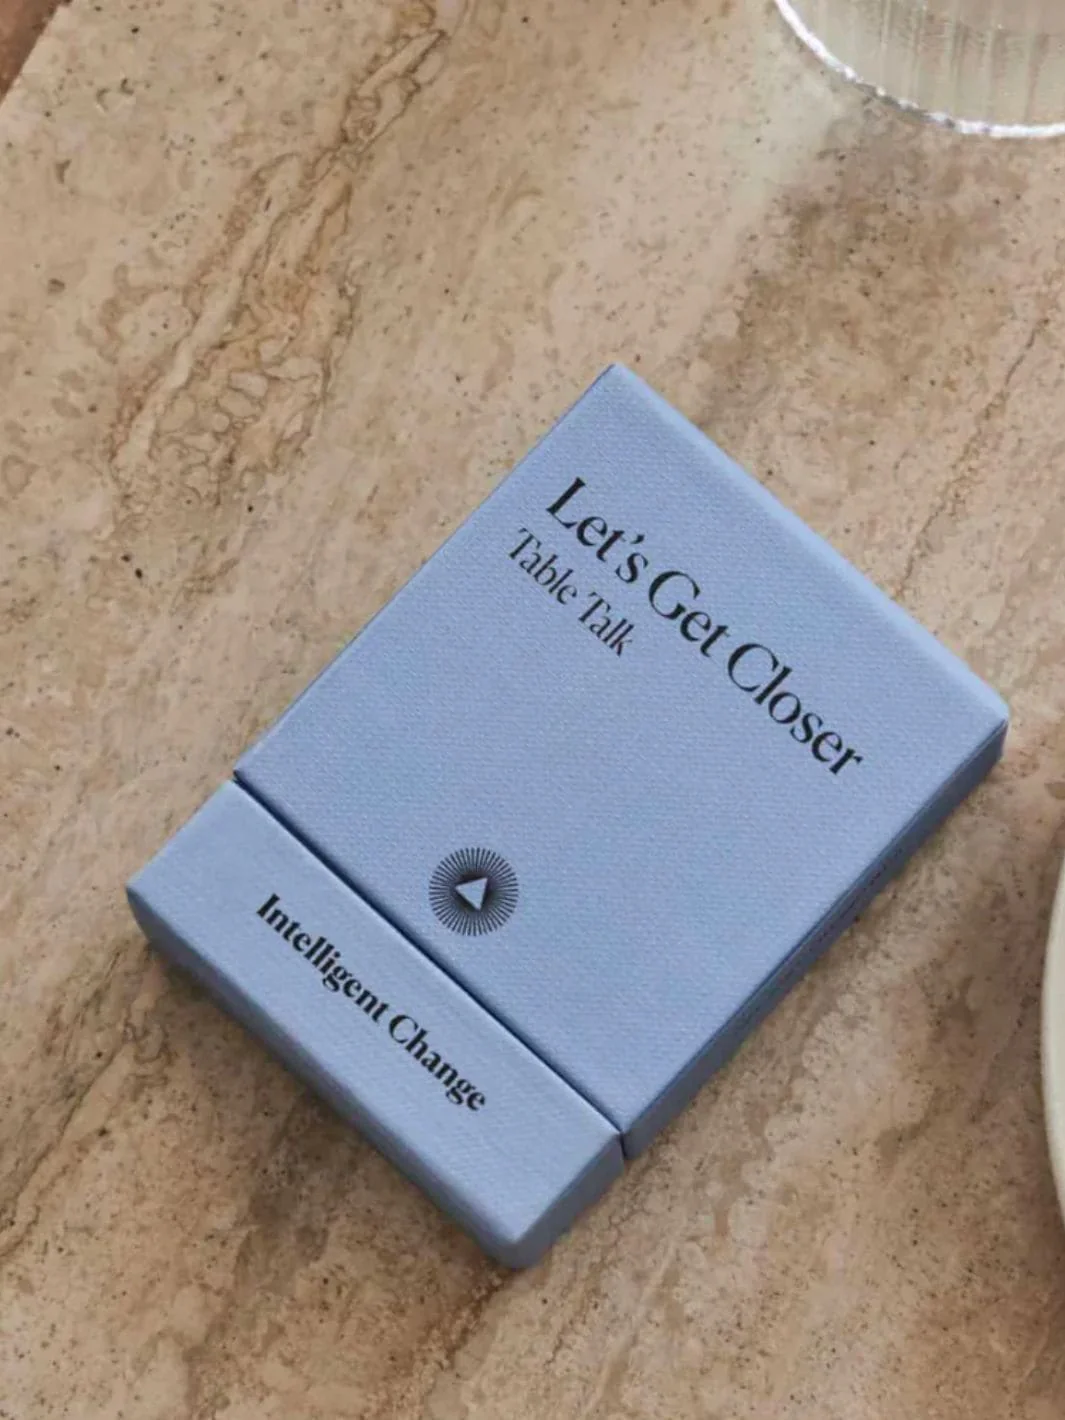 Let's Get Closer
Table Talk
Intelligent Change